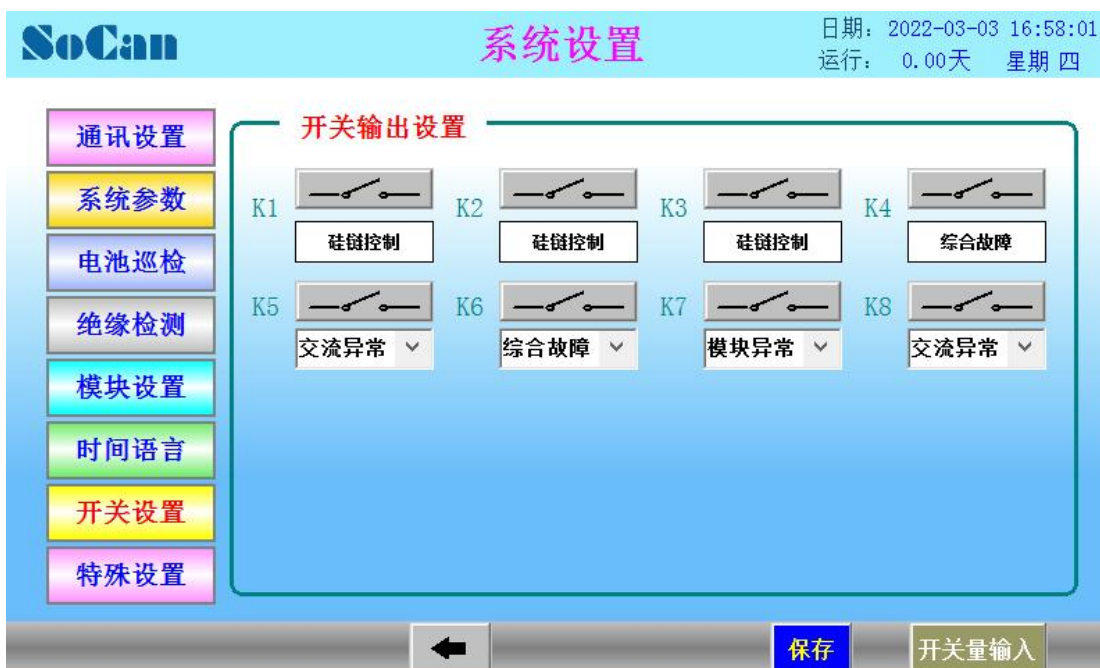 SoCan
系统设置
日期: 2022-03-03 16:58:01
运行: 0.00天 星期 四
通讯设置
系统参数
电池巡检
绝缘检测
模块设置
时间语言
开关设置
特殊设置
开关输出设置
K1 K2 K3 K4
硅链控制 硅链控制 硅链控制 综合故障
K5 K6 K7 K8
交流异常 综合故障 模块异常 交流异常
保存 开关量输入